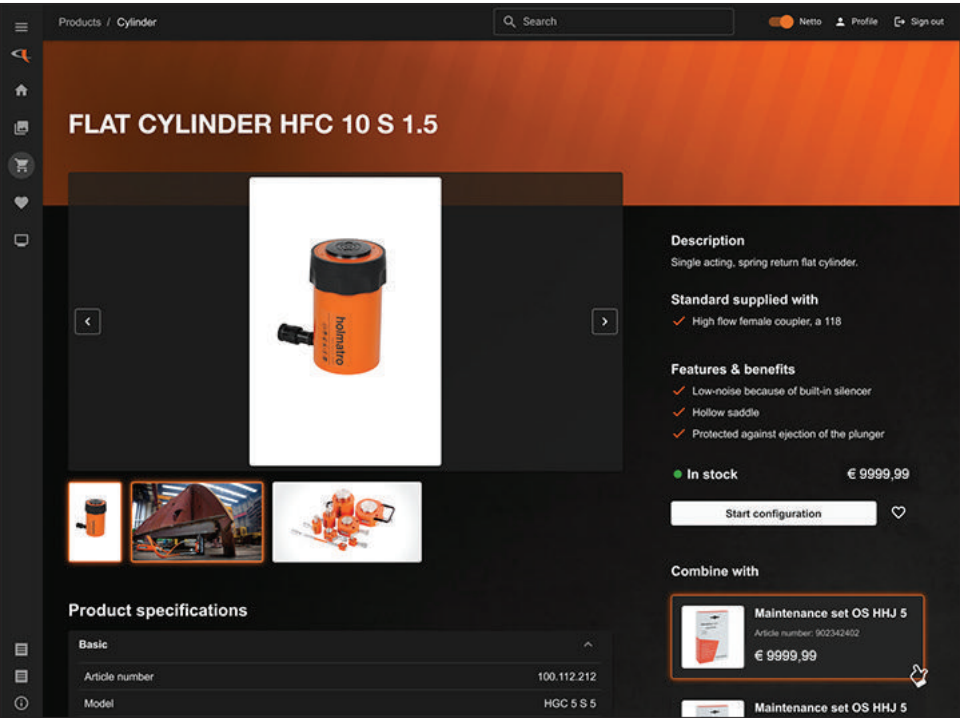 Products / Cylinder
Search
Netto
Profile
Sign out
FLAT CYLINDER HFC 10 S 1.5
holmatro
Description
Single acting, spring return flat cylinder.
Standard supplied with
High flow female coupler, a 118
Features & benefits
Low-noise because of built-in silencer
Hollow saddle
Protected against ejection of the plunger
In stock
€ 9999,99
Start configuration
Combine with
Maintenance set OS HHJ 5
Article number: 902342402
€ 9999,99
Maintenance set OS HHJ 5
Product specifications
Basic
Article number 100.112.212
Model HGC 5 S 5